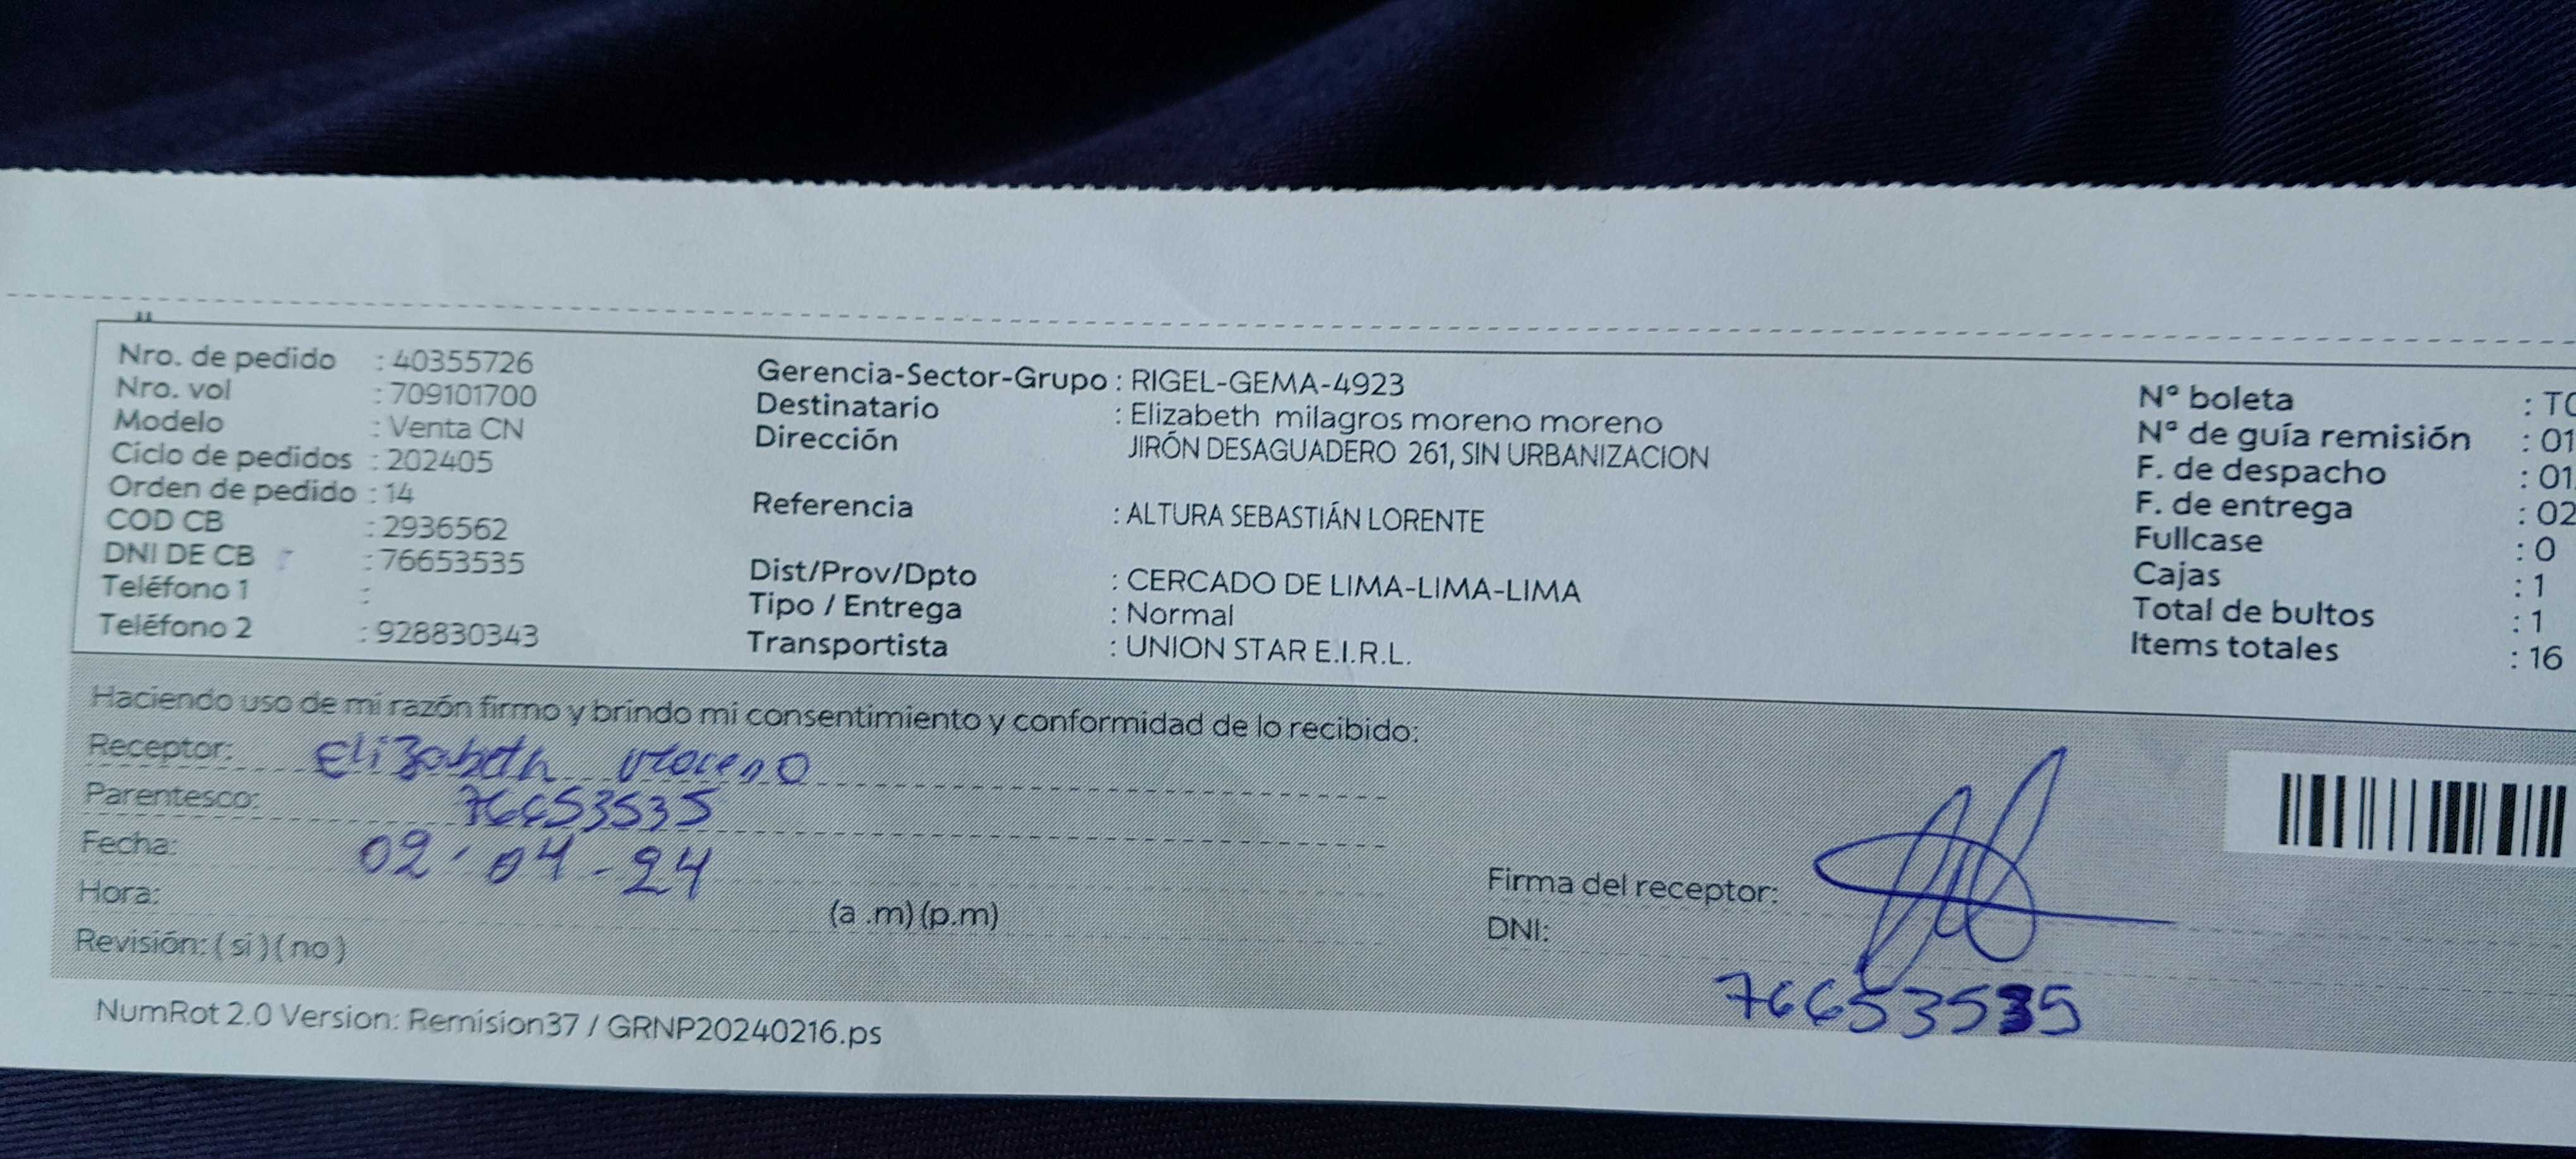 Nro. de pedido : 40355726
Nro. vol : 709101700
Modelo : Venta CN
Ciclo de pedidos : 202405
Orden de pedido : 14
COD CB : 2936562
DNI DE CB : 76653535
Teléfono 1 :
Teléfono 2 : 928830343
Gerencia-Sector-Grupo : RIGEL-GEMA-4923
Destinatario : Elizabeth milagros moreno moreno
Dirección JIRÓN DESAGUADERO 261, SIN URBANIZACION
Referencia : ALTURA SEBASTIÁN LORENTE
Dist/Prov/Dpto : CERCADO DE LIMA-LIMA-LIMA
Tipo / Entrega : Normal
Transportista : UNION STAR E.I.R.L.
Nº boleta :
Nº de guía remisión : 01
F. de despacho : 01
F. de entrega : 02
Fullcase : 0
Cajas : 1
Total de bultos : 1
Items totales : 16
Haciendo uso de mi razón firmo y brindo mi consentimiento y conformidad de lo recibido:
Receptor: Elizabeth Moreno
Parentesco: 76653535
Fecha: 02-04-24
Hora: (a .m) (p.m)
Revisión: ( si ) ( no )
Firma del receptor:
DNI: 76653535
NumRot 2.0 Version: Remision37 / GRNP20240216.ps